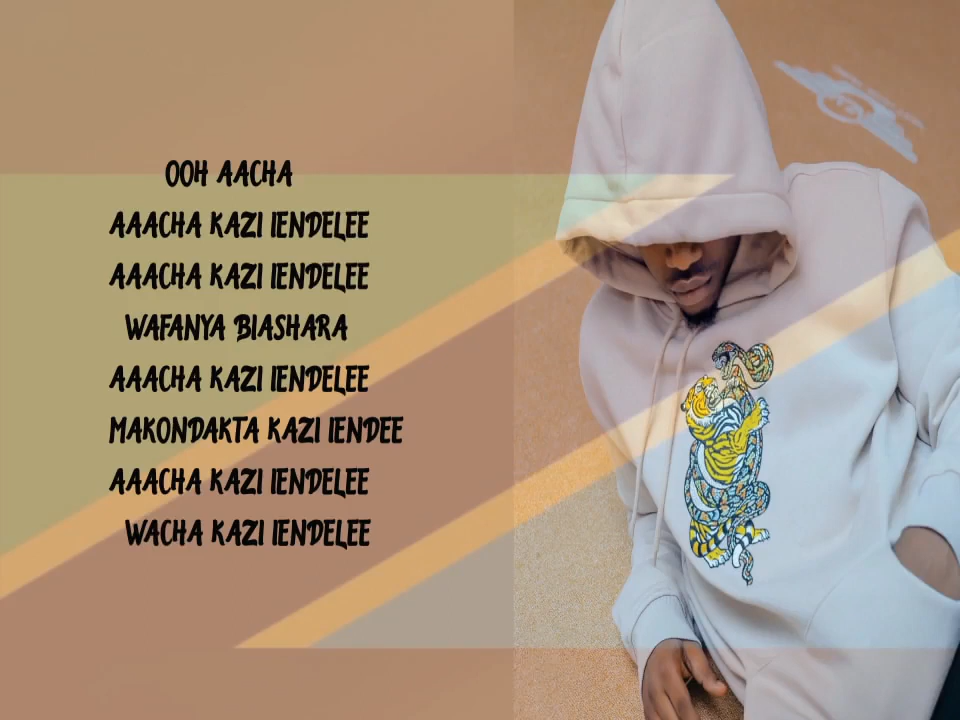 OOH AACHA
AAACHA KAZI IENDELEE
AAACHA KAZI IENDELEE
WAFANYA BIASHARA
AAACHA KAZI IENDELEE
MAKONDAKTA KAZI IENDEE
AAACHA KAZI IENDELEE
WACHA KAZI IENDELEE